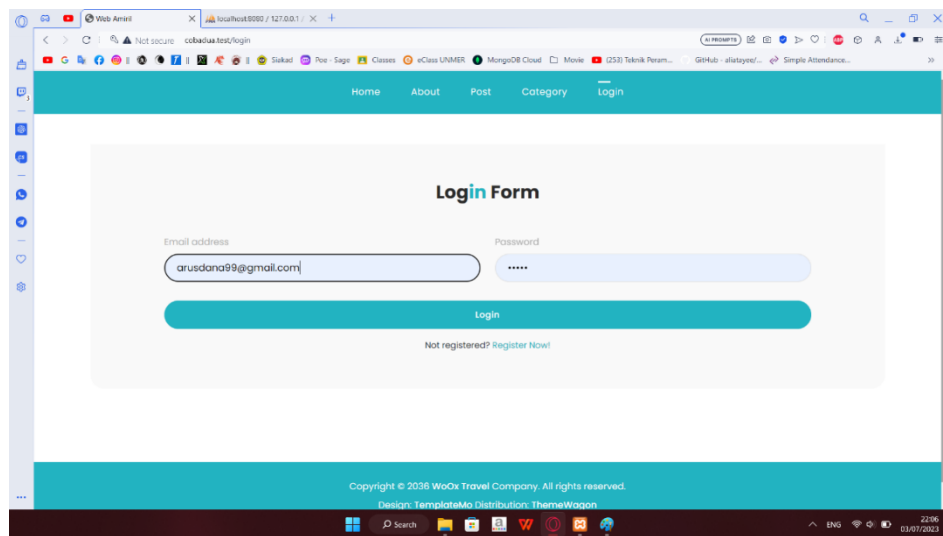 Web Amiril
localhost:8080 / 127.0.0.1 /
Not secure cobadua.test/login
AI PROMPTS
Siakad
Poe - Sage
Classes
eClass UNMER
MongoDB Cloud
Movie
(253) Teknik Peram...
GitHub - aliatayee/...
Simple Attendance...
Home About Post Category Login
Login Form
Email address Password
arusdana99@gmail.com •••••
Login
Not registered? Register Now!
Copyright © 2036 WoOx Travel Company. All rights reserved.
Design: TemplateMo Distribution: ThemeWagon
Search
ENG
22:06
03/07/2023